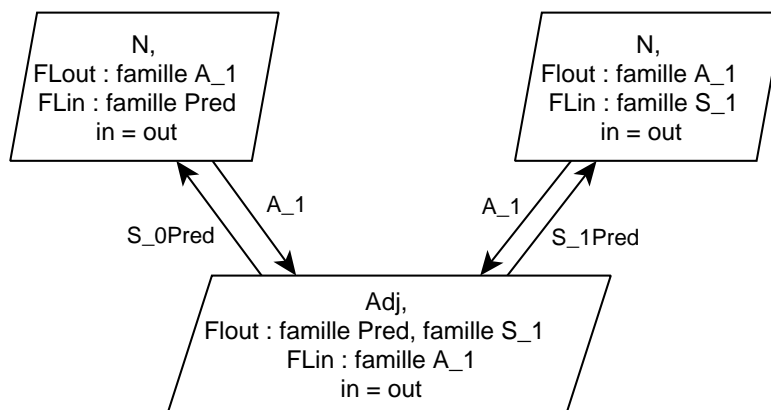 N,
FLout : famille A_1
FLin : famille Pred
in = out
N,
Flout : famille A_1
FLin : famille S_1
in = out
A_1
S_0Pred
A_1
S_1Pred
Adj,
Flout : famille Pred, famille S_1
FLin : famille A_1
in = out